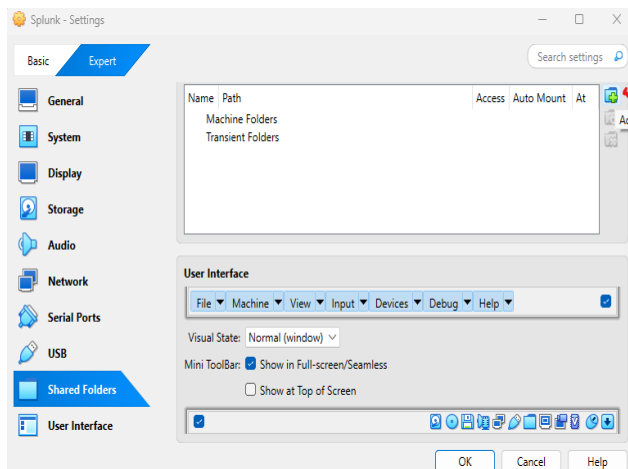 Splunk - Settings
Basic
Expert
Search settings
General
System
Display
Storage
Audio
Network
Serial Ports
USB
Shared Folders
User Interface
Name Path Access Auto Mount At
Machine Folders
Transient Folders
User Interface
File Machine View Input Devices Debug Help
Visual State: Normal (window)
Mini ToolBar: Show in Full-screen/Seamless
Show at Top of Screen
OK Cancel Help